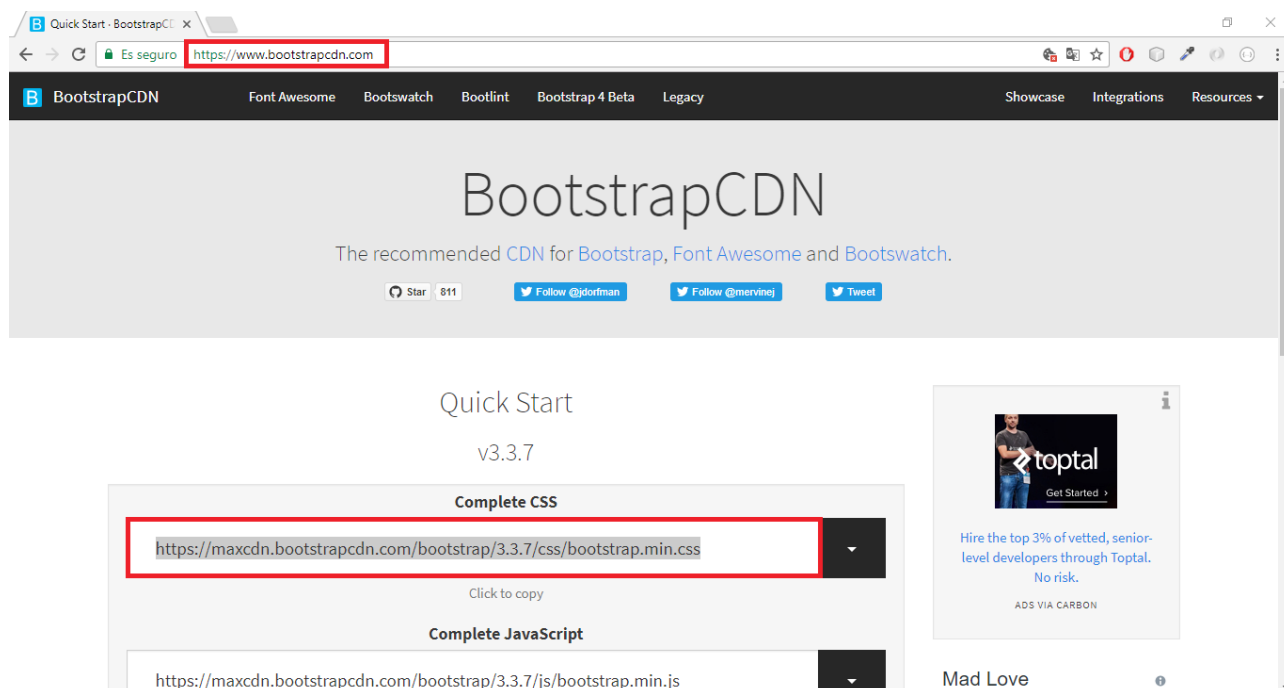 Quick Start · BootstrapCD
Es seguro https://www.bootstrapcdn.com
B BootstrapCDN Font Awesome Bootswatch Bootlint Bootstrap 4 Beta Legacy Showcase Integrations Resources
BootstrapCDN
The recommended CDN for Bootstrap, Font Awesome and Bootswatch.
Star 811 Follow @jdorfman Follow @mervinej Tweet
Quick Start
v3.3.7
Complete CSS
https://maxcdn.bootstrapcdn.com/bootstrap/3.3.7/css/bootstrap.min.css
Click to copy
Complete JavaScript
https://maxcdn.bootstrapcdn.com/bootstrap/3.3.7/js/bootstrap.min.js
toptal
Get Started ›
Hire the top 3% of vetted, senior-
level developers through Toptal.
No risk.
ADS VIA CARBON
Mad Love